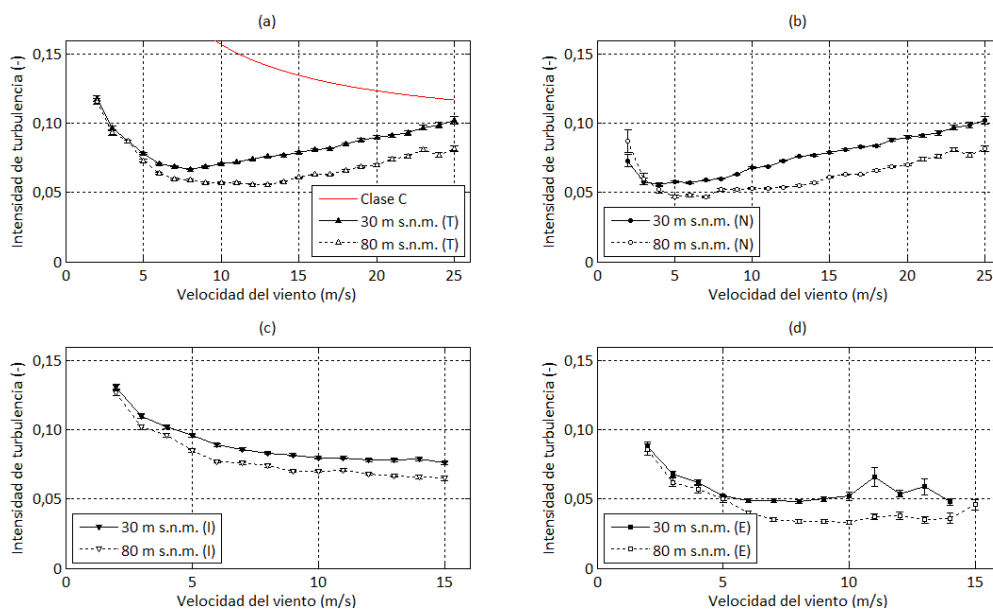 (a)
0,15
0,10
0,05
0
Intensidad de turbulencia (-)
0 5 10 15 20 25
Velocidad del viento (m/s)
Clase C
30 m s.n.m. (T)
80 m s.n.m. (T)
(b)
0,15
0,10
0,05
0
Intensidad de turbulencia (-)
0 5 10 15 20 25
Velocidad del viento (m/s)
30 m s.n.m. (N)
80 m s.n.m. (N)
(c)
0,15
0,10
0,05
0
Intensidad de turbulencia (-)
0 5 10 15
Velocidad del viento (m/s)
30 m s.n.m. (I)
80 m s.n.m. (I)
(d)
0,15
0,10
0,05
0
Intensidad de turbulencia (-)
0 5 10 15
Velocidad del viento (m/s)
30 m s.n.m. (E)
80 m s.n.m. (E)